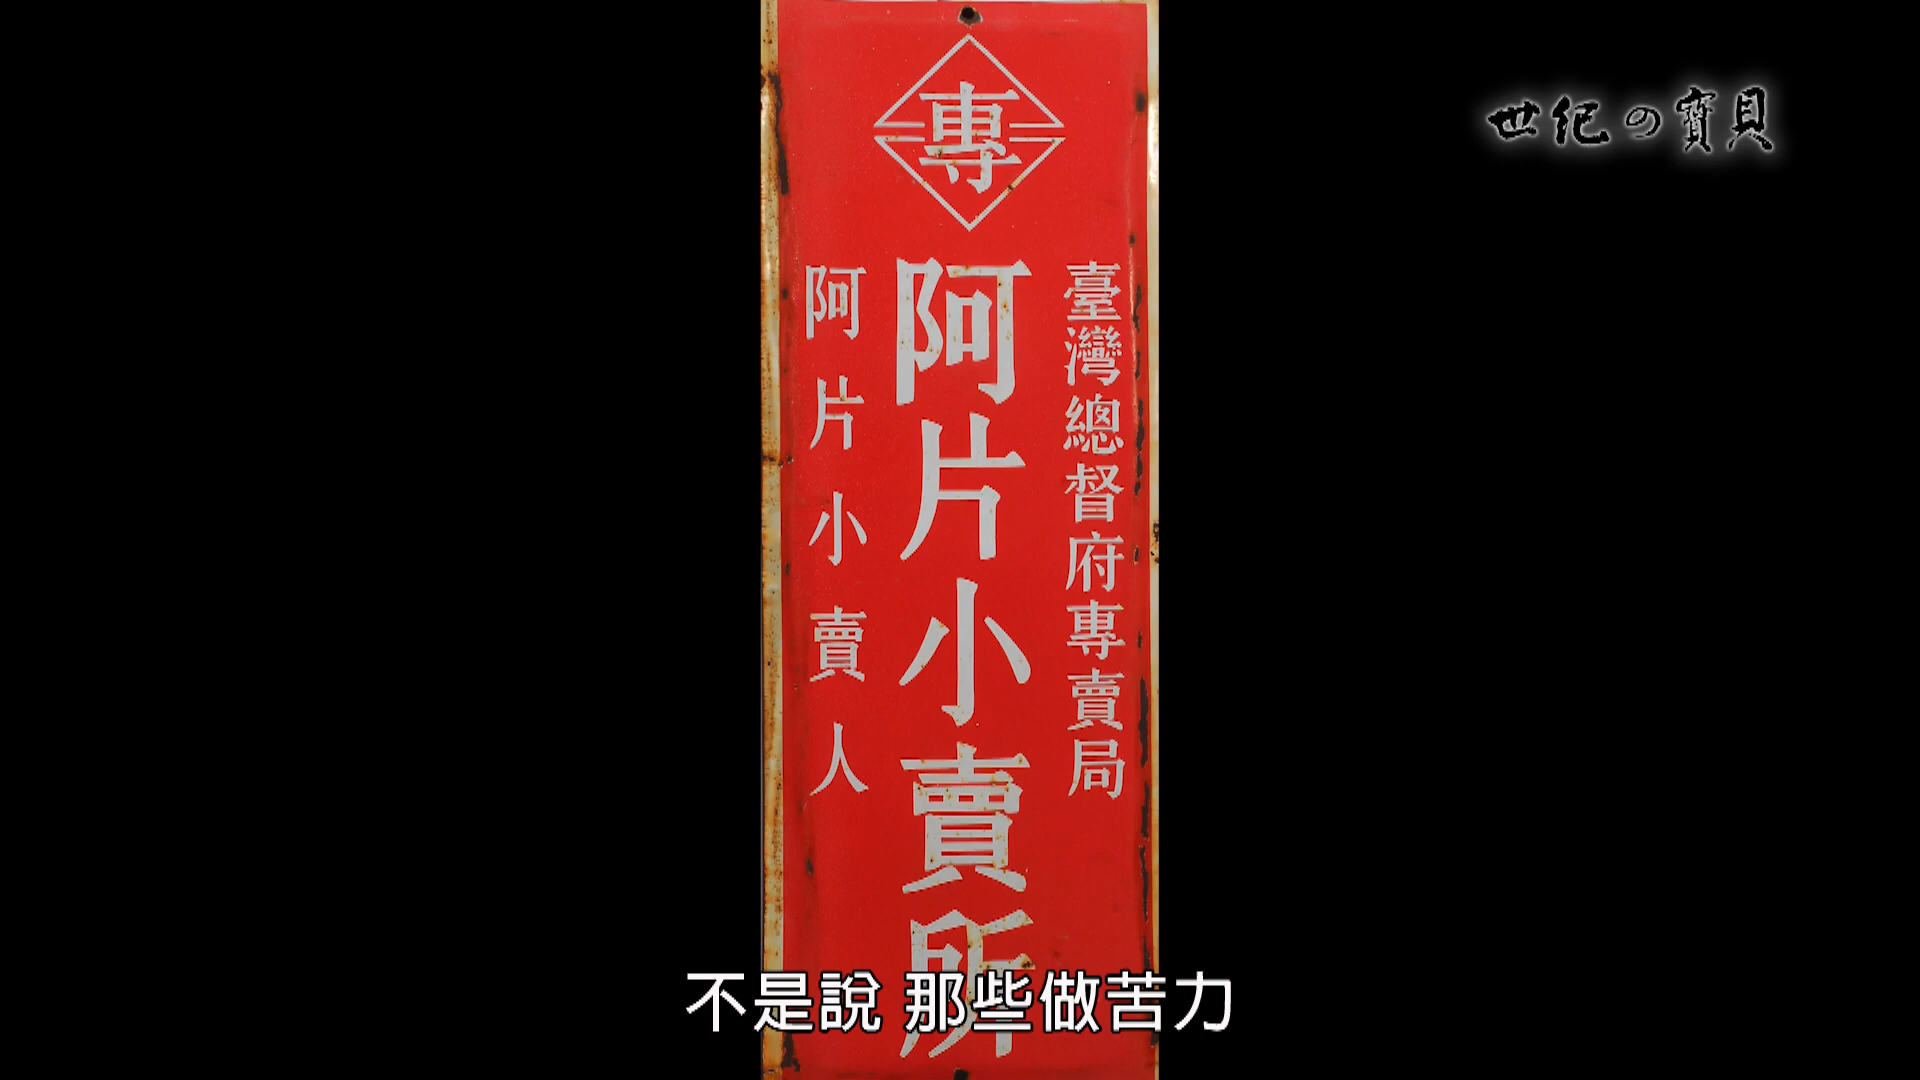 世紀の寶貝
專
臺灣總督府專賣局
阿片小賣所
阿片小賣人
不是說 那些做苦力